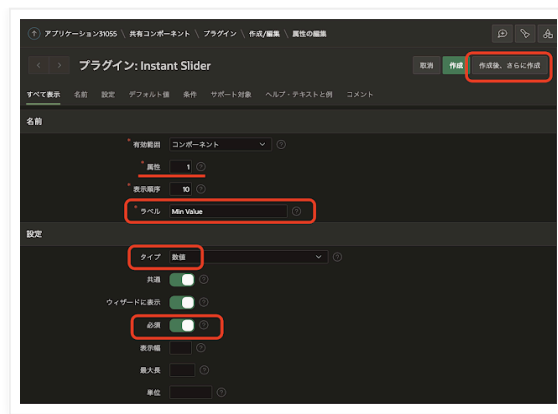 アプリケーション31055 \ 共有コンポーネント \ プラグイン \ 作成/編集 \ 属性の編集
プラグイン: Instant Slider
取消 作成 作成後、さらに作成
すべて表示 名前 設定 デフォルト値 条件 サポート対象 ヘルプ・テキストと例 コメント
名前
* 有効範囲 コンポーネント
* 属性 1
* 表示順序 10
* ラベル Min Value
設定
タイプ 数値
共通
ウィザードに表示
必須
表示幅
最大長
単位